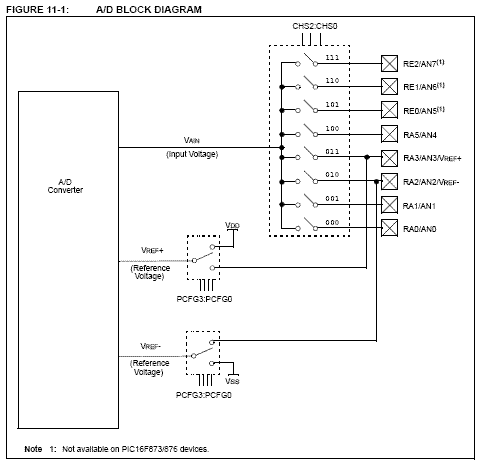 FIGURE 11-1: A/D BLOCK DIAGRAM
CHS2:CHS0
111 RE2/AN7(1)
110 RE1/AN6(1)
101 RE0/AN5(1)
100 RA5/AN4
VAIN
(Input Voltage)
011 RA3/AN3/VREF+
010 RA2/AN2/VREF-
A/D
Converter
001 RA1/AN1
000 RA0/AN0
VDD
VREF+
(Reference
Voltage)
PCFG3:PCFG0
VREF-
(Reference
Voltage)
VSS
PCFG3:PCFG0
Note 1: Not available on PIC16F873/876 devices.